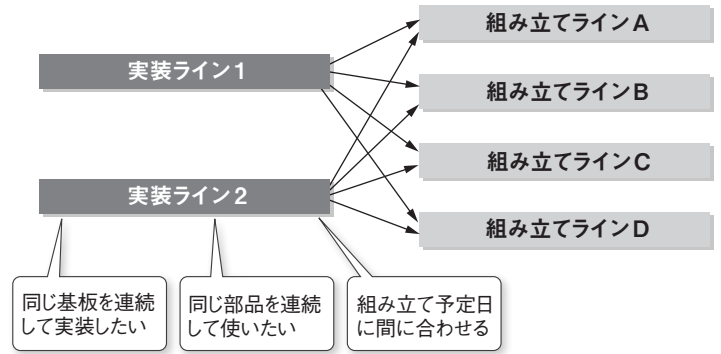 組み立てラインA
実装ライン1
組み立てラインB
組み立てラインC
実装ライン2
組み立てラインD
同じ基板を連続
して実装したい
同じ部品を連続
して使いたい
組み立て予定日
に間に合わせる